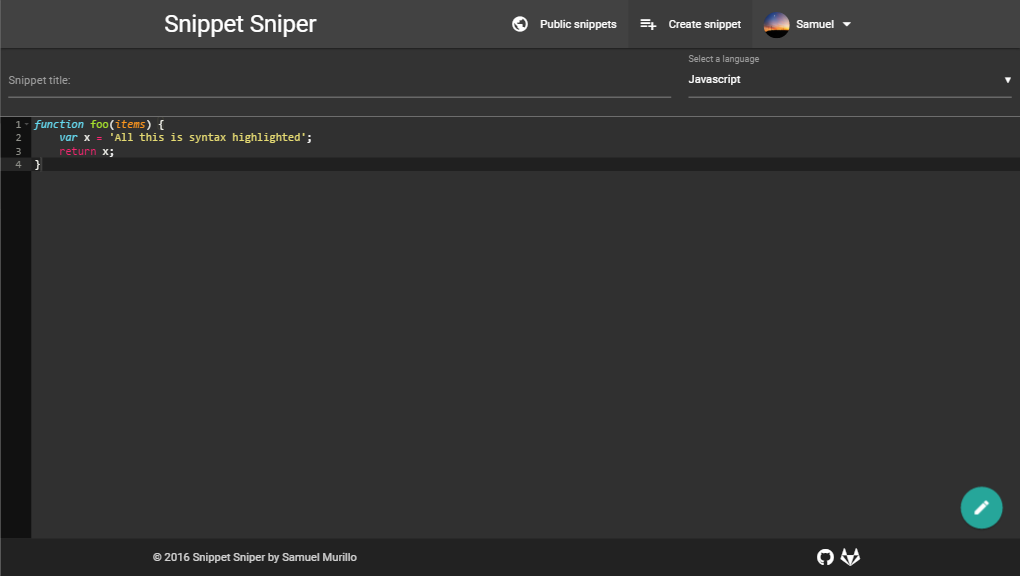 Snippet Sniper
Public snippets
Create snippet
Samuel
Select a language
Snippet title:
Javascript
1 function foo(items) {
2     var x = 'All this is syntax highlighted';
3     return x;
4 }
© 2016 Snippet Sniper by Samuel Murillo